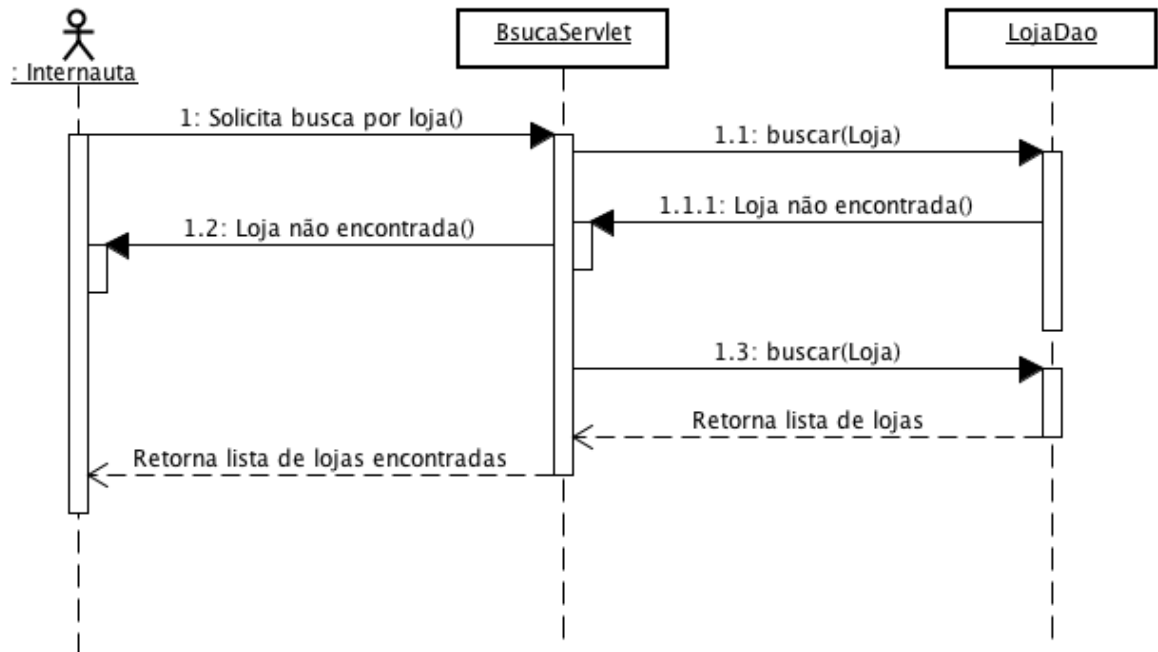 BsucaServlet
LojaDao
: Internauta
1: Solicita busca por loja()
1.1: buscar(Loja)
1.1.1: Loja não encontrada()
1.2: Loja não encontrada()
1.3: buscar(Loja)
Retorna lista de lojas
Retorna lista de lojas encontradas